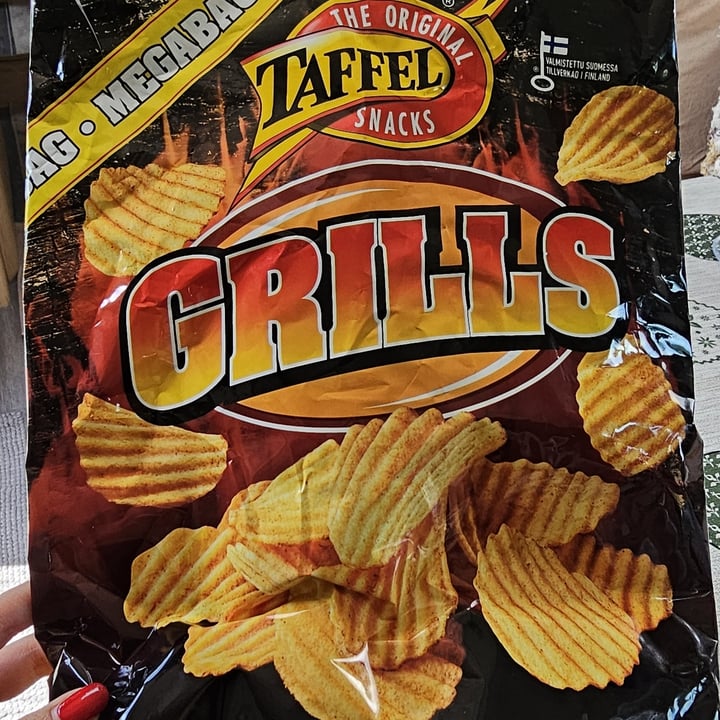 BAG • MEGABAG
THE ORIGINAL
TAFFEL
®
SNACKS
VALMISTETTU SUOMESSA
TILLVERKAD I FINLAND
GRILLS